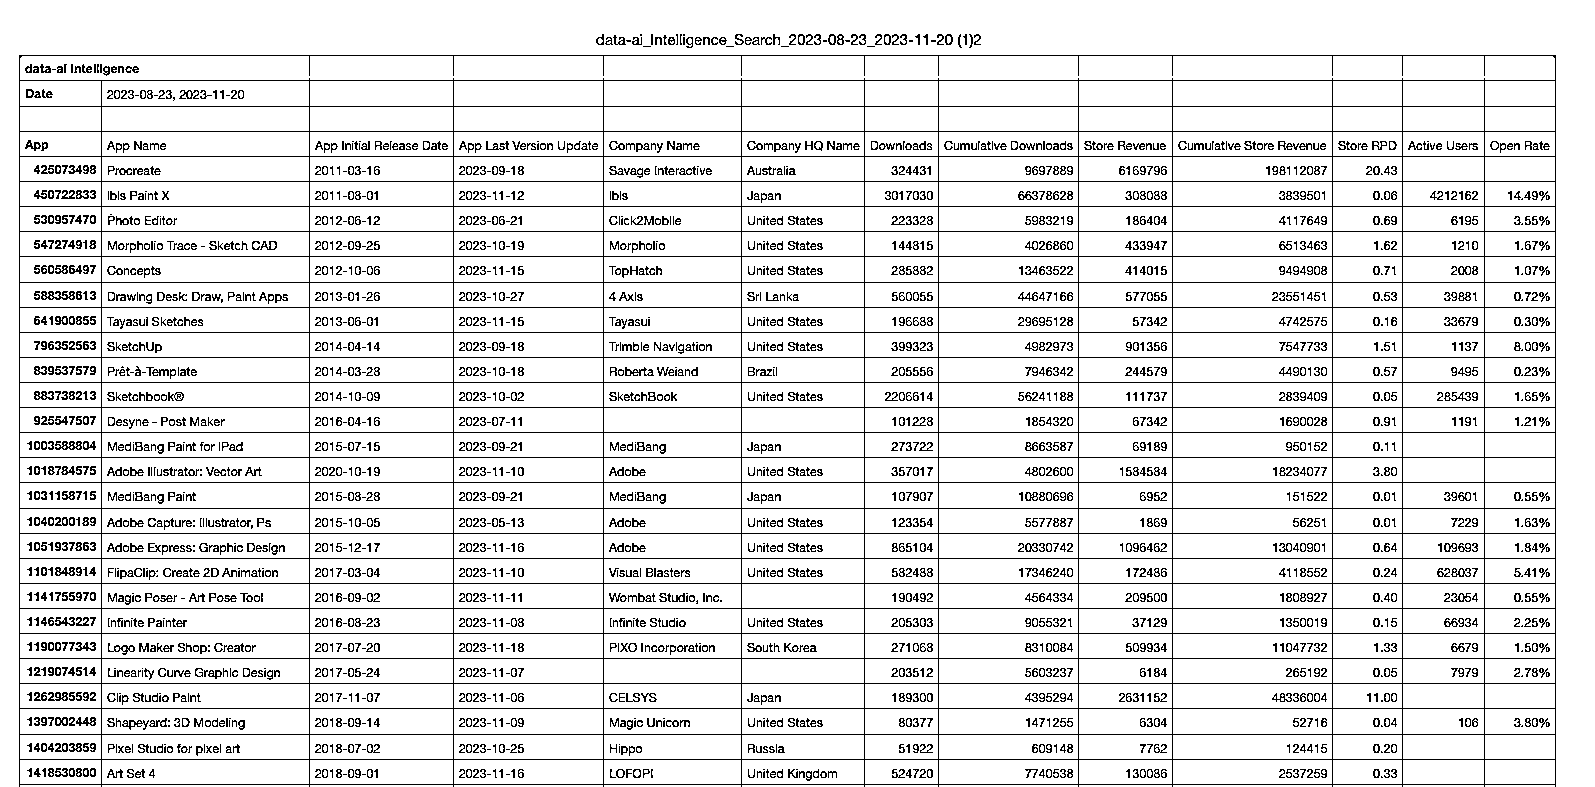 data-ai_Intelligence_Search_2023-08-23_2023-11-20 (1)2
data-ai Intelligence
Date 2023-08-23, 2023-11-20
App App Name App Initial Release Date App Last Version Update Company Name Company HQ Name Downloads Cumulative Downloads Store Revenue Cumulative Store Revenue Store RPD Active Users Open Rate
425073498 Procreate 2011-03-16 2023-09-18 Savage Interactive Australia 324431 9697889 6169796 198112087 20.43
450722833 ibis Paint X 2011-08-01 2023-11-12 ibis Japan 3017030 66378628 308088 3839501 0.06 4212162 14.49%
530957470 Photo Editor 2012-06-12 2023-06-21 Click2Mobile United States 223328 5983219 186404 4117649 0.69 6195 3.55%
547274918 Morpholio Trace - Sketch CAD 2012-09-25 2023-10-19 Morpholio United States 144815 4026860 433947 6513463 1.62 1210 1.67%
560586497 Concepts 2012-10-06 2023-11-15 TopHatch United States 285882 13463522 414015 9494908 0.71 2008 1.07%
588358613 Drawing Desk: Draw, Paint Apps 2013-01-26 2023-10-27 4 Axis Sri Lanka 560055 44647166 577055 23551451 0.53 39881 0.72%
641900855 Tayasui Sketches 2013-06-01 2023-11-15 Tayasui United States 196688 29695128 57342 4742575 0.16 33679 0.30%
796352563 SketchUp 2014-04-14 2023-09-18 Trimble Navigation United States 399323 4982973 901356 7547733 1.51 1137 8.00%
839537579 Prêt-à-Template 2014-03-28 2023-10-18 Roberta Weiand Brazil 205556 7946342 244579 4490130 0.57 9495 0.23%
883738213 Sketchbook® 2014-10-09 2023-10-02 SketchBook United States 2206614 56241188 111737 2839409 0.05 285439 1.65%
925547507 Desyne - Post Maker 2016-04-16 2023-07-11 101228 1854320 67342 1690028 0.91 1191 1.21%
1003588804 MediBang Paint for iPad 2015-07-15 2023-09-21 MediBang Japan 273722 8663587 69189 950152 0.11
1018784575 Adobe Illustrator: Vector Art 2020-10-19 2023-11-10 Adobe United States 357017 4802600 1584584 18234077 3.80
1031158715 MediBang Paint 2015-08-28 2023-09-21 MediBang Japan 107907 10880696 6952 151522 0.01 39601 0.55%
1040200189 Adobe Capture: Illustrator, Ps 2015-10-05 2023-05-13 Adobe United States 123354 5577887 1869 56251 0.01 7229 1.63%
1051937863 Adobe Express: Graphic Design 2015-12-17 2023-11-16 Adobe United States 865104 20330742 1096462 13040901 0.64 109693 1.84%
1101848914 FlipaClip: Create 2D Animation 2017-03-04 2023-11-10 Visual Blasters United States 582488 17346240 172486 4118552 0.24 628037 5.41%
1141755970 Magic Poser - Art Pose Tool 2016-09-02 2023-11-11 Wombat Studio, Inc. 190492 4564334 209500 1808927 0.40 23054 0.55%
1146543227 Infinite Painter 2016-08-23 2023-11-08 Infinite Studio United States 205303 9055321 37129 1350019 0.15 66934 2.25%
1190077343 Logo Maker Shop: Creator 2017-07-20 2023-11-18 PIXO Incorporation South Korea 271068 8310084 509934 11047732 1.33 6679 1.50%
1219074514 Linearity Curve Graphic Design 2017-05-24 2023-11-07 203512 5603237 6184 265192 0.05 7979 2.78%
1262985592 Clip Studio Paint 2017-11-07 2023-11-06 CELSYS Japan 189300 4395294 2631152 48336004 11.00
1397002448 Shapeyard: 3D Modeling 2018-09-14 2023-11-09 Magic Unicorn United States 80377 1471255 6304 52716 0.04 106 3.80%
1404203859 Pixel Studio for pixel art 2018-07-02 2023-10-25 Hippo Russia 51922 609148 7762 124415 0.20
1418530800 Art Set 4 2018-09-01 2023-11-16 LOFOPI United Kingdom 524720 7740538 130086 2537259 0.33